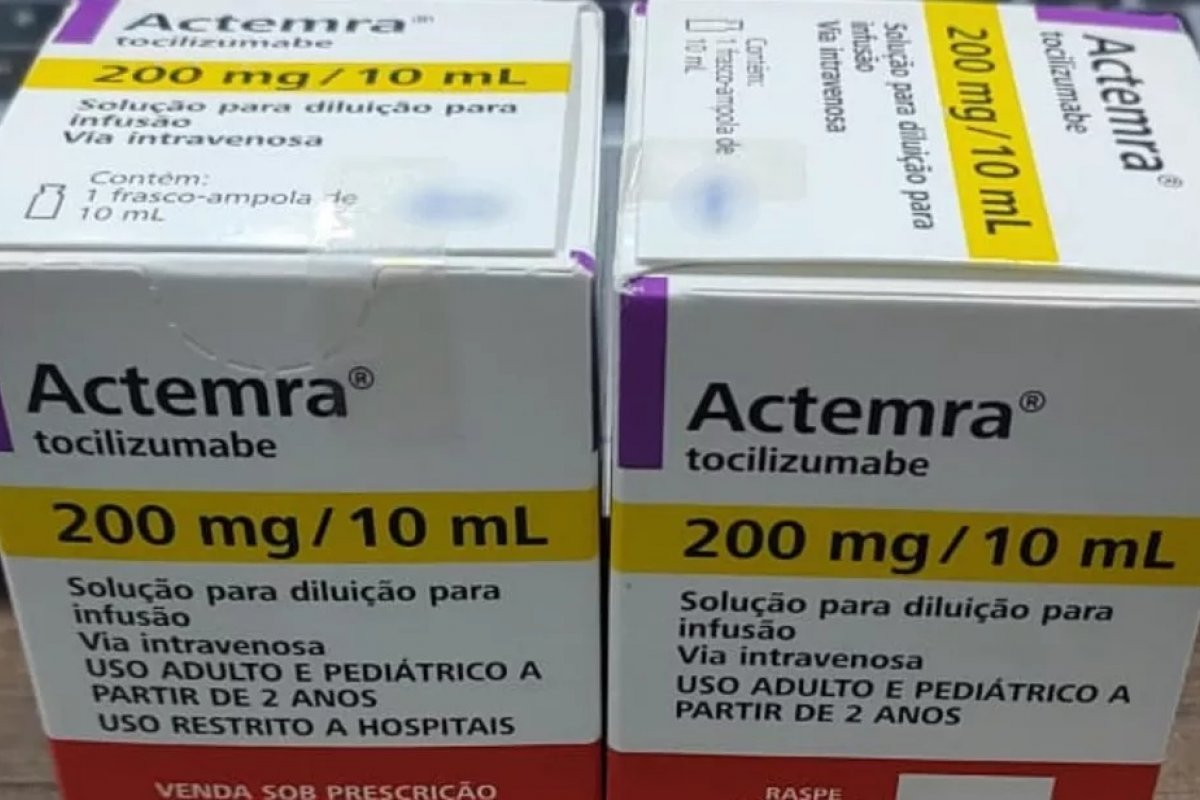 Actemra®
tocilizumabe
200 mg/10 mL
Solução para diluição para
infusão
Via intravenosa
Contém:
1 frasco-ampola de
10 mL
Actemra®
tocilizumabe
200 mg/10 mL
Solução para diluição para
infusão
Via intravenosa
Contém:
1 frasco-ampola de
10 mL
Actemra®
tocilizumabe
200 mg/10 mL
Solução para diluição para
infusão
Via intravenosa
USO ADULTO E PEDIÁTRICO A
PARTIR DE 2 ANOS
USO RESTRITO A HOSPITAIS
VENDA SOB PRESCRIÇÃO
Actemra®
tocilizumabe
200 mg/10 mL
Solução para diluição para
infusão
Via intravenosa
USO ADULTO E PEDIÁTRICO A
PARTIR DE 2 ANOS
RASPE